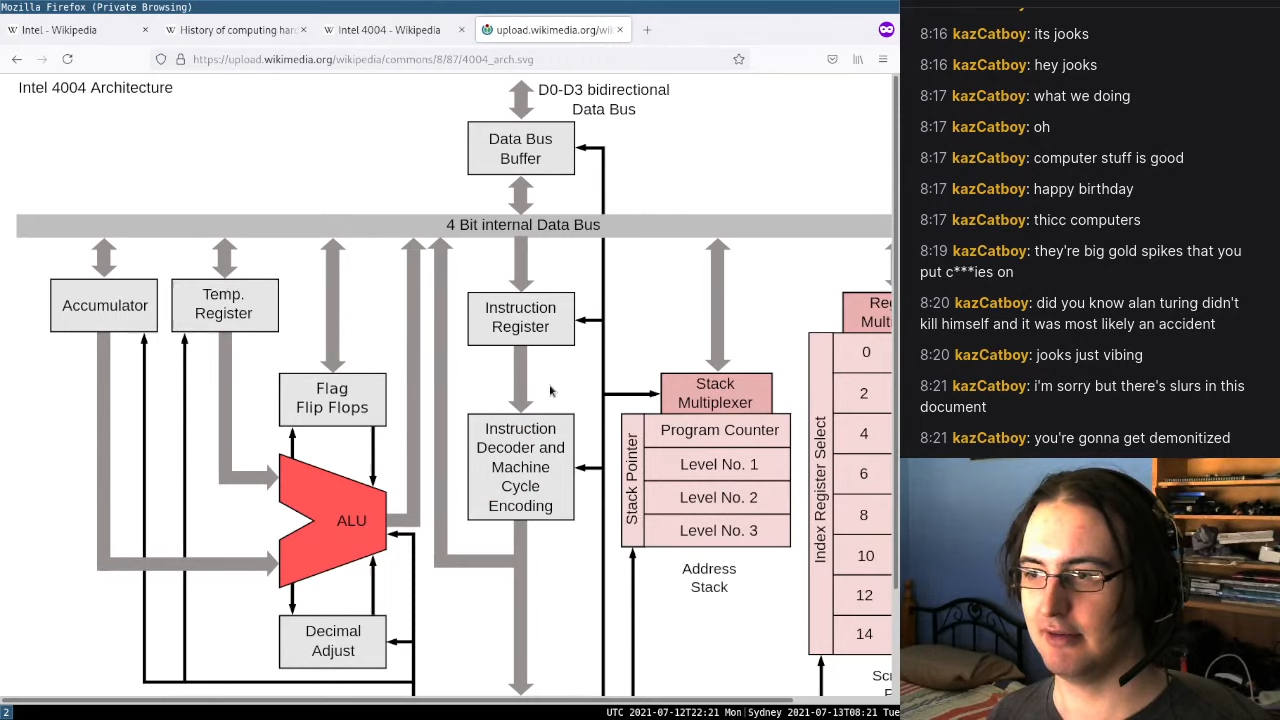 Mozilla Firefox (Private Browsing)
Intel - Wikipedia
History of computing har
Intel 4004 - Wikipedia
upload.wikimedia.org/wi
https://upload.wikimedia.org/wikipedia/commons/8/87/4004_arch.svg
Intel 4004 Architecture
D0-D3 bidirectional
Data Bus
Data Bus
Buffer
4 Bit internal Data Bus
Accumulator
Temp.
Register
Flag
Flip Flops
ALU
Decimal
Adjust
Instruction
Register
Instruction
Decoder and
Machine
Cycle
Encoding
Stack
Multiplexer
Stack Pointer
Program Counter
Level No. 1
Level No. 2
Level No. 3
Address
Stack
Index Register Select
0
2
4
6
8
10
12
14
8:16 kazCatboy: its jooks
8:16 kazCatboy: hey jooks
8:17 kazCatboy: what we doing
8:17 kazCatboy: oh
8:17 kazCatboy: computer stuff is good
8:17 kazCatboy: happy birthday
8:17 kazCatboy: thicc computers
8:19 kazCatboy: they're big gold spikes that you
put c***ies on
8:20 kazCatboy: did you know alan turing didn't
kill himself and it was most likely an accident
8:20 kazCatboy: jooks just vibing
8:21 kazCatboy: i'm sorry but there's slurs in this
document
8:21 kazCatboy: you're gonna get demonitized
2
UTC 2021-07-12T22:21 Mon Sydney 2021-07-13T08:21 Tue